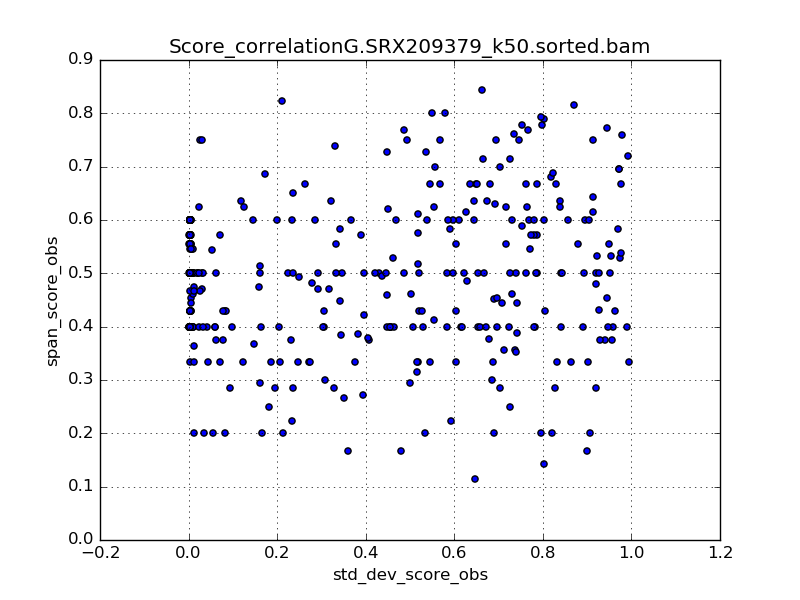 Score_correlationG.SRX209379_k50.sorted.bam
0.9
0.8
0.7
0.6
0.5
0.4
0.3
0.2
0.1
0.0
span_score_obs
−0.2 0.0 0.2 0.4 0.6 0.8 1.0 1.2
std_dev_score_obs